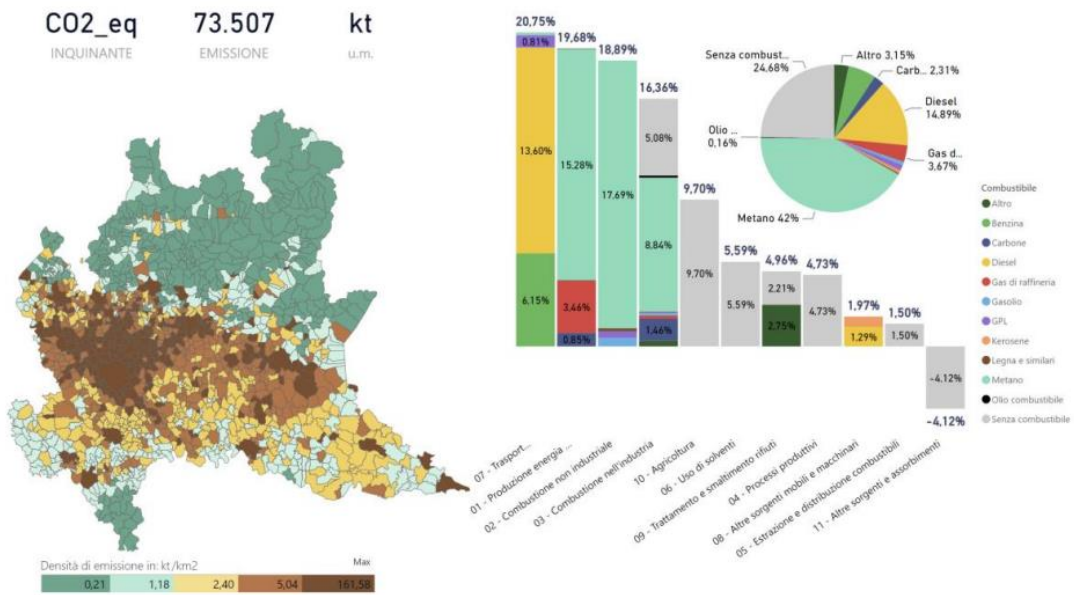 CO2_eq 73.507 kt
INQUINANTE EMISSIONE u.m.
Densità di emissione in: kt/km2 Max
0,21 1,18 2,40 5,04 161,58
20,75%
0.81%
13,60%
6.15%
19,68%
15,28%
3.46%
0.85%
18,89%
17.69%
16,36%
5,08%
8,84%
1.46%
9,70%
9.70%
5,59%
5.59%
4,96%
2.21%
2.75%
4,73%
4,73%
1,97%
1.29%
1,50%
1.50%
-4.12%
-4,12%
07 - Trasport...
01 - Produzione energia ...
02 - Combustione non industriale
03 - Combustione nell'industria
10 - Agricoltura
06 - Uso di solventi
09 - Trattamento e smaltimento rifiuti
04 - Processi produttivi
08 - Altre sorgenti mobili e macchinari
05 - Estrazione e distribuzione combustibili
11 - Altre sorgenti e assorbimenti
Senza combust...
24,68%
Altro 3,15%
Carb... 2,31%
Diesel
14,89%
Gas d...
3,67%
Metano 42%
Olio ...
0,16%
Combustibile
Altro
Benzina
Carbone
Diesel
Gas di raffineria
Gasolio
GPL
Kerosene
Legna e similari
Metano
Olio combustibile
Senza combustibile